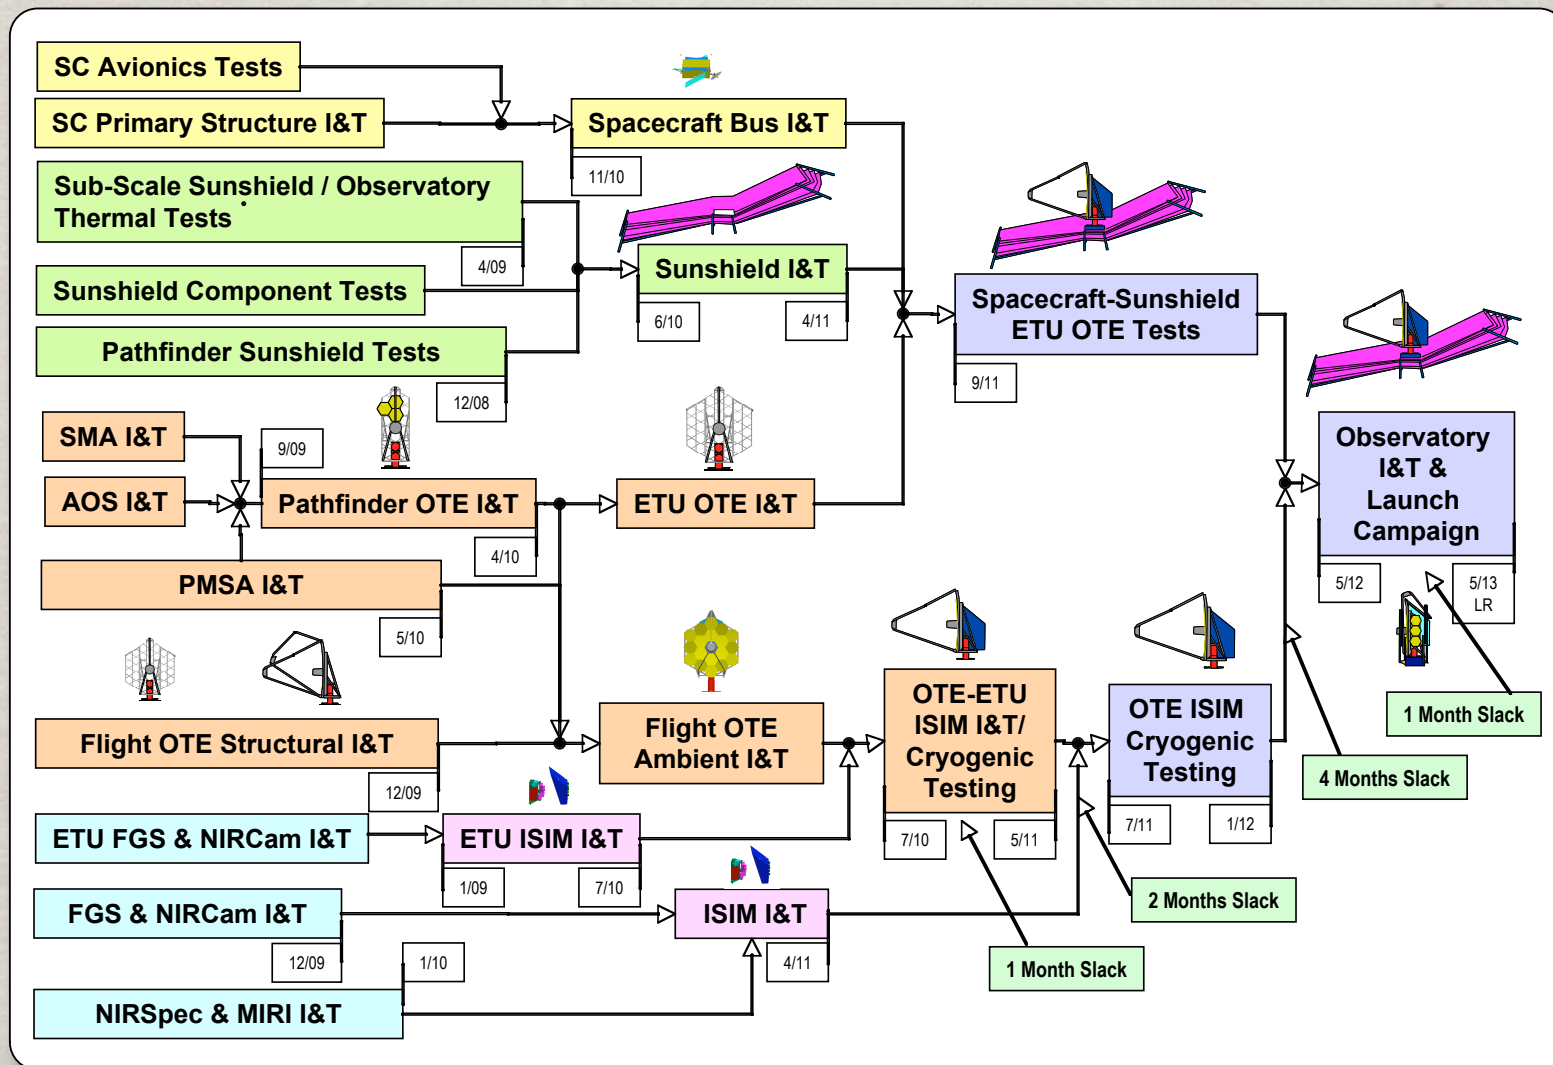 SC Avionics Tests
SC Primary Structure I&T
Spacecraft Bus I&T
11/10
Sub-Scale Sunshield / Observatory
Thermal Tests
4/09
Sunshield Component Tests
Sunshield I&T
6/10
4/11
Pathfinder Sunshield Tests
12/08
Spacecraft-Sunshield
ETU OTE Tests
9/11
SMA I&T
9/09
AOS I&T
Pathfinder OTE I&T
4/10
ETU OTE I&T
PMSA I&T
5/10
Observatory
I&T &
Launch
Campaign
5/12
5/13
LR
1 Month Slack
Flight OTE Structural I&T
12/09
Flight OTE
Ambient I&T
OTE-ETU
ISIM I&T/
Cryogenic
Testing
7/10
5/11
OTE ISIM
Cryogenic
Testing
7/11
1/12
4 Months Slack
ETU FGS & NIRCam I&T
ETU ISIM I&T
1/09
7/10
2 Months Slack
FGS & NIRCam I&T
12/09
ISIM I&T
4/11
1 Month Slack
1/10
NIRSpec & MIRI I&T